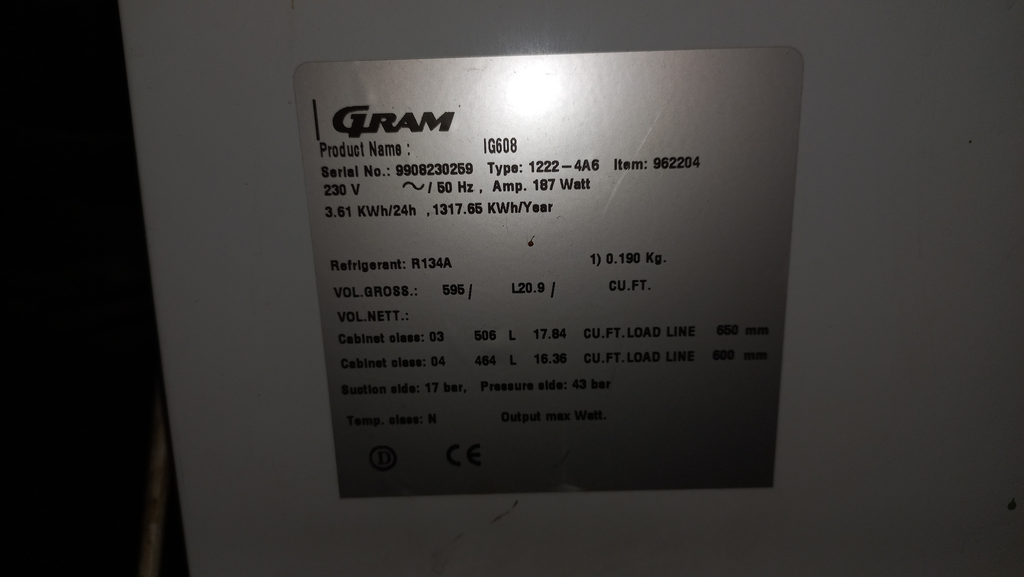 GRAM
Product Name : IG608
Serial No.: 9908230259 Type: 1222-4A6 Item: 962204
230 V ~/ 50 Hz , Amp. 187 Watt
3.61 KWh/24h ,1317.65 KWh/Year
Refrigerant: R134A 1) 0.190 Kg.
VOL.GROSS.: 595 / L20.9 / CU.FT.
VOL.NETT.:
Cabinet class: 03 506 L 17.84 CU.FT.LOAD LINE 650 mm
Cabinet class: 04 464 L 16.36 CU.FT.LOAD LINE 600 mm
Suction side: 17 bar, Pressure side: 43 bar
Temp. class: N Output max Watt.
D CE